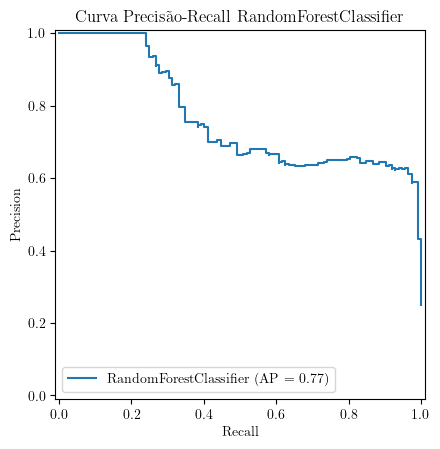 Curva Precisão-Recall RandomForestClassifier
1.0
0.8
0.6
0.4
0.2
0.0
Precision
RandomForestClassifier (AP = 0.77)
0.0 0.2 0.4 0.6 0.8 1.0
Recall